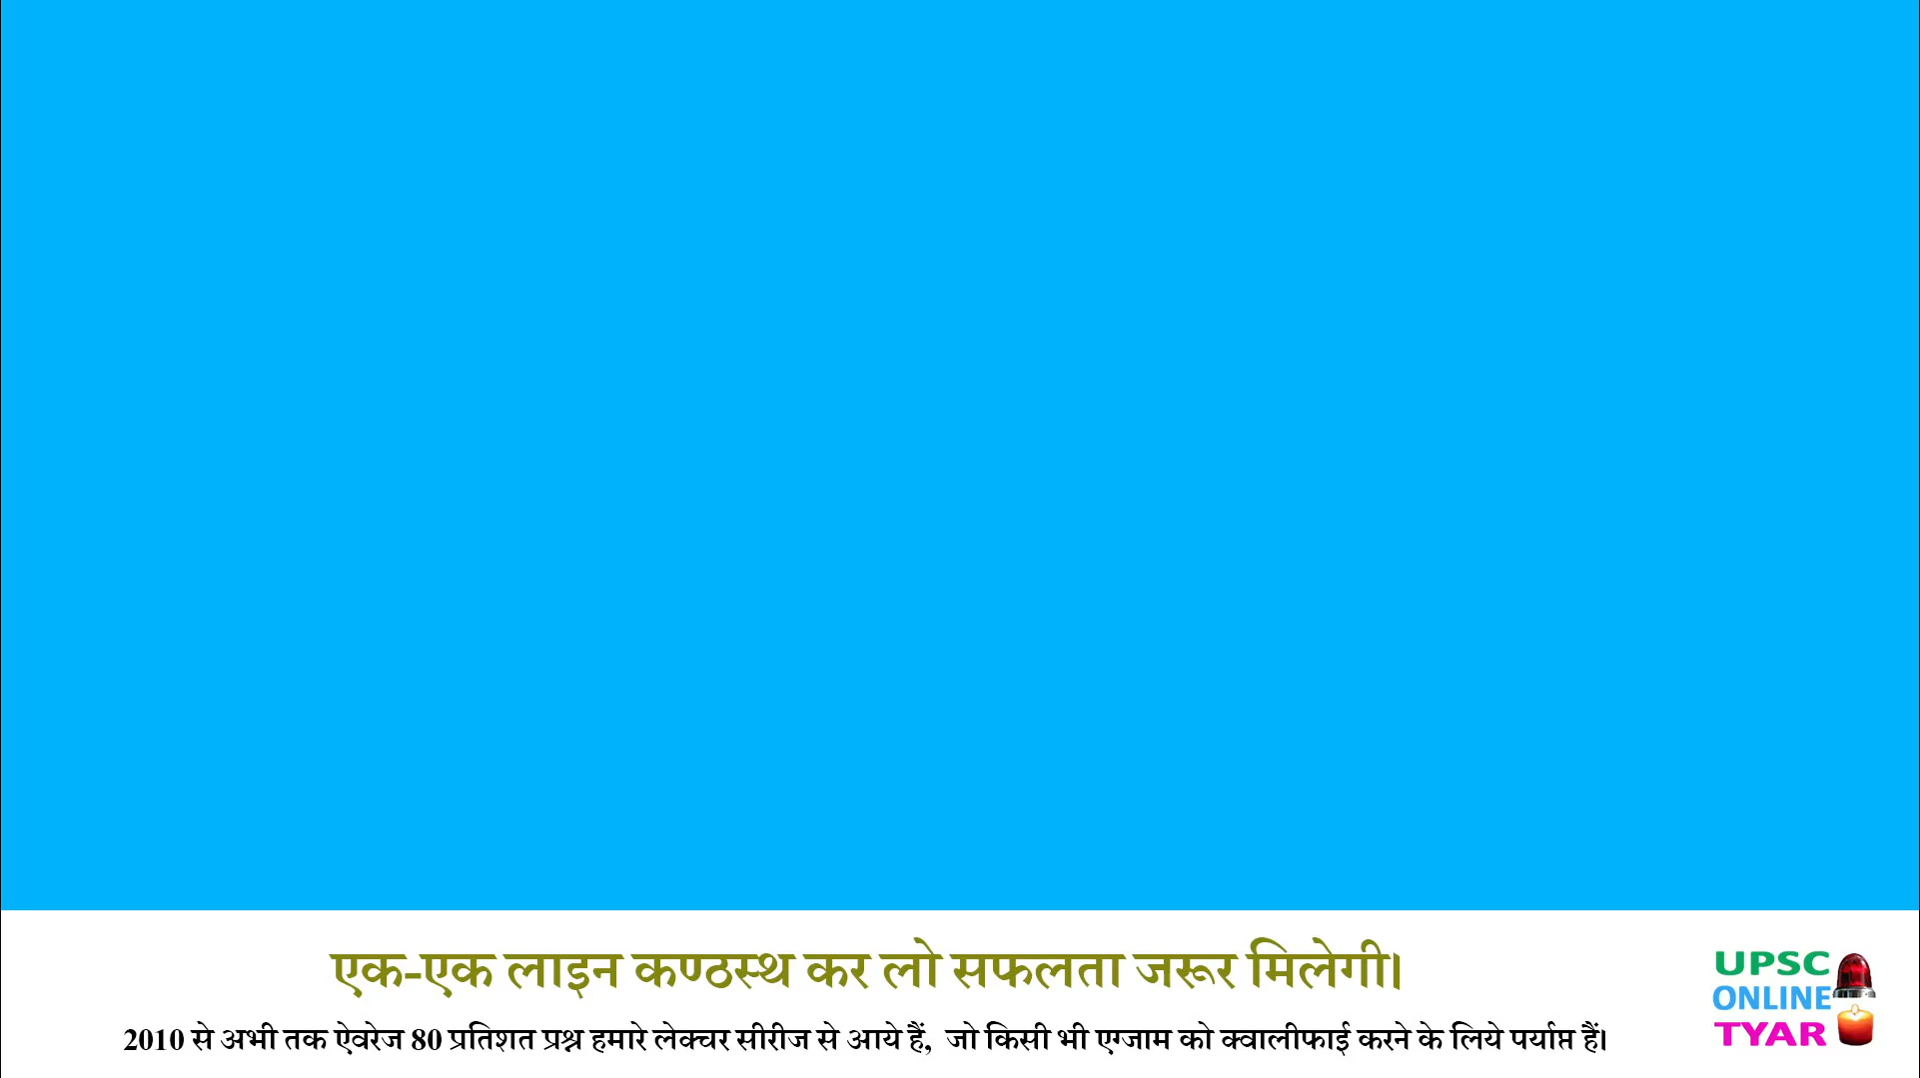 एक-एक लाइन कण्ठस्थ कर लो सफलता जरूर मिलेगी।
2010 से अभी तक ऐवरेज 80 प्रतिशत प्रश्न हमारे लेक्चर सीरीज से आये हैं, जो किसी भी एग्जाम को क्वालीफाई करने के लिये पर्याप्त हैं।
UPSC
ONLINE
TYAR